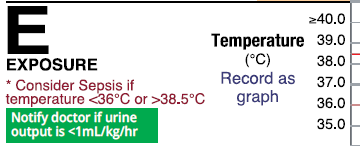 E
EXPOSURE
* Consider Sepsis if
temperature <36°C or >38.5°C
Notify doctor if urine
output is <1mL/kg/hr
Temperature
(°C)
Record as
graph
≥40.0
39.0
38.0
37.0
36.0
35.0